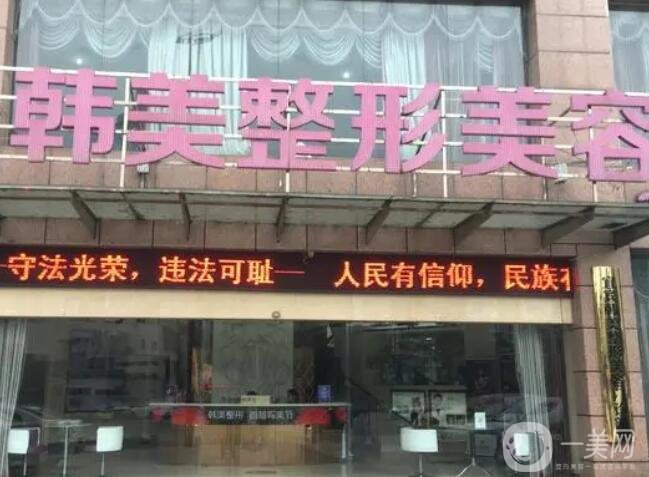 韩美整形美容
守法光荣，违法可耻— 人民有信仰，民族有
韩美整形
一美网